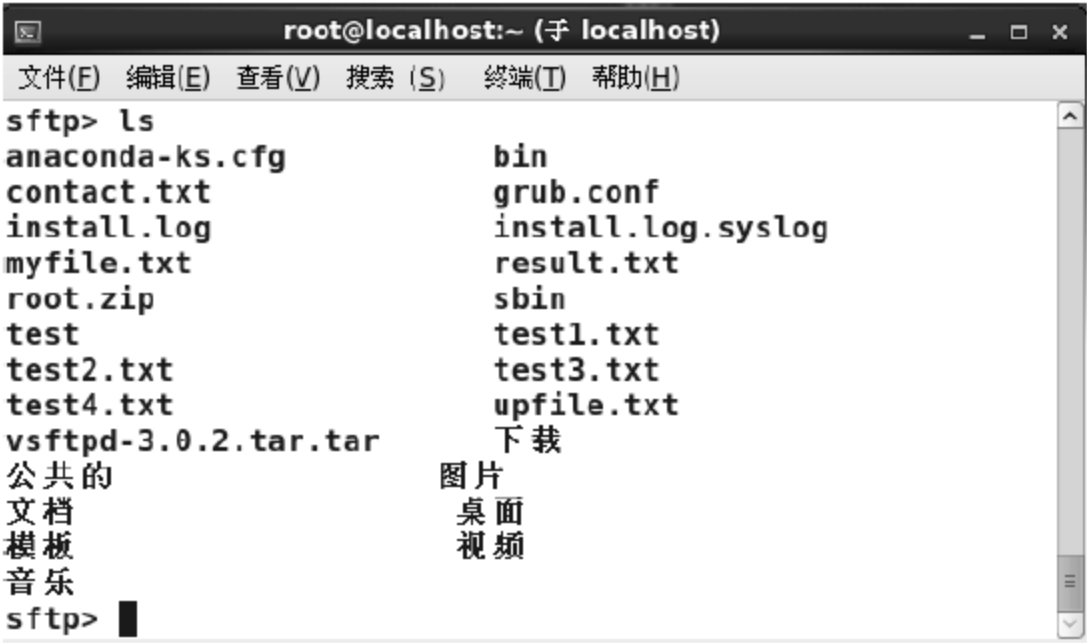 root@localhost:~ (于 localhost)
文件(F) 编辑(E) 查看(V) 搜索 (S) 终端(T) 帮助(H)
sftp> ls
anaconda-ks.cfg bin
contact.txt grub.conf
install.log install.log.syslog
myfile.txt result.txt
root.zip sbin
test test1.txt
test2.txt test3.txt
test4.txt upfile.txt
vsftpd-3.0.2.tar.tar 下载
公共的 图片
文档 桌面
模板 视频
音乐
sftp>